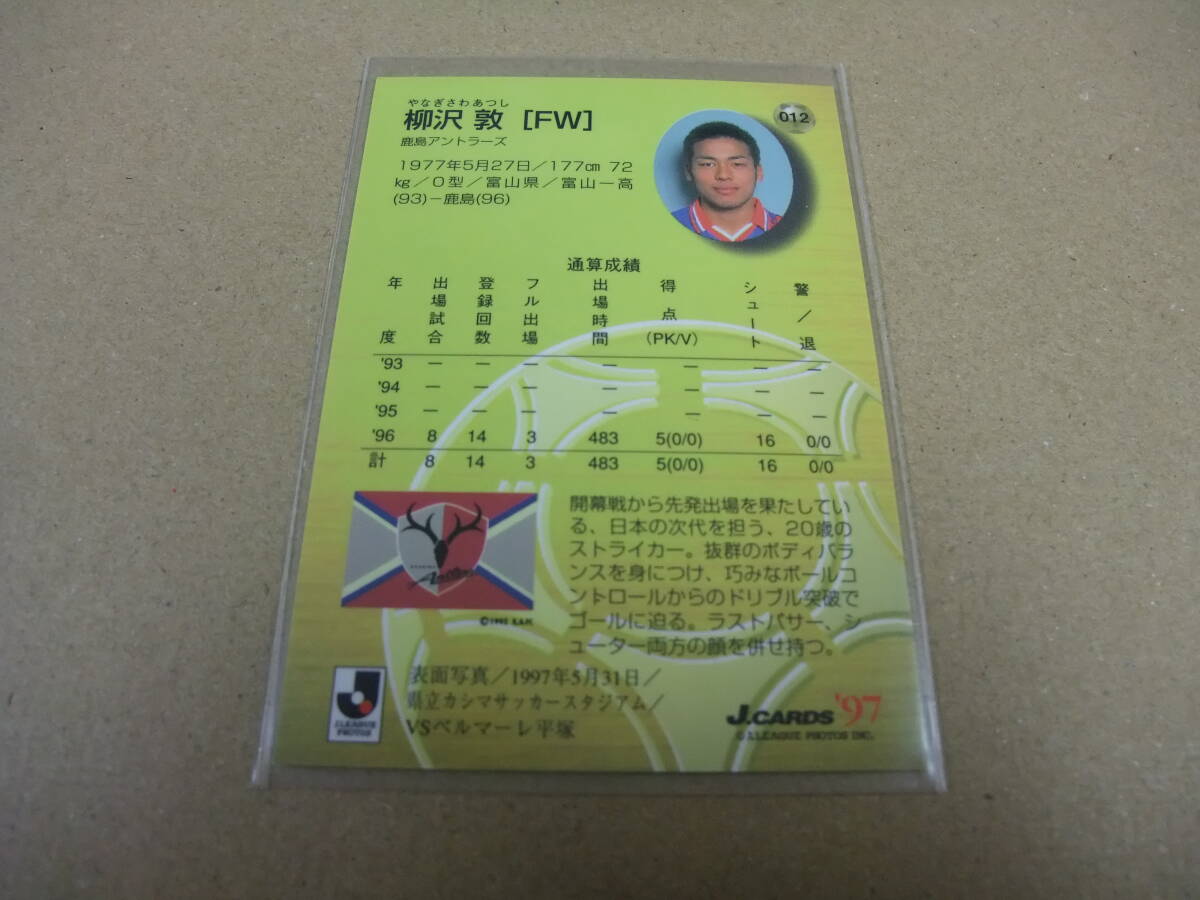 やなぎさわあつし
柳沢 敦 [FW]
012
鹿島アントラーズ
1977年5月27日／177㎝ 72
㎏／O型／富山県／富山一高
(93)−鹿島(96)
通算成績
年度 出場試合 登録回数 フル出場 出場時間 得点(PK/V) シュート 警/退
'93 — — — — — — —
'94 — — — — — — —
'95 — — — — — — —
'96 8 14 3 483 5(0/0) 16 0/0
計 8 14 3 483 5(0/0) 16 0/0
開幕戦から先発出場を果たしてい
る、日本の次代を担う、20歳の
ストライカー。抜群のボディバラ
ンスを身につけ、巧みなボールコ
ントロールからのドリブル突破で
ゴールに迫る。ラストパサー、シ
ューター両方の顔を併せ持つ。
Antlers
表面写真／1997年5月31日／
県立カシマサッカースタジアム／
VSベルマーレ平塚
J.LEAGUE
PHOTOS
J.CARDS '97
©J.LEAGUE PHOTOS INC.